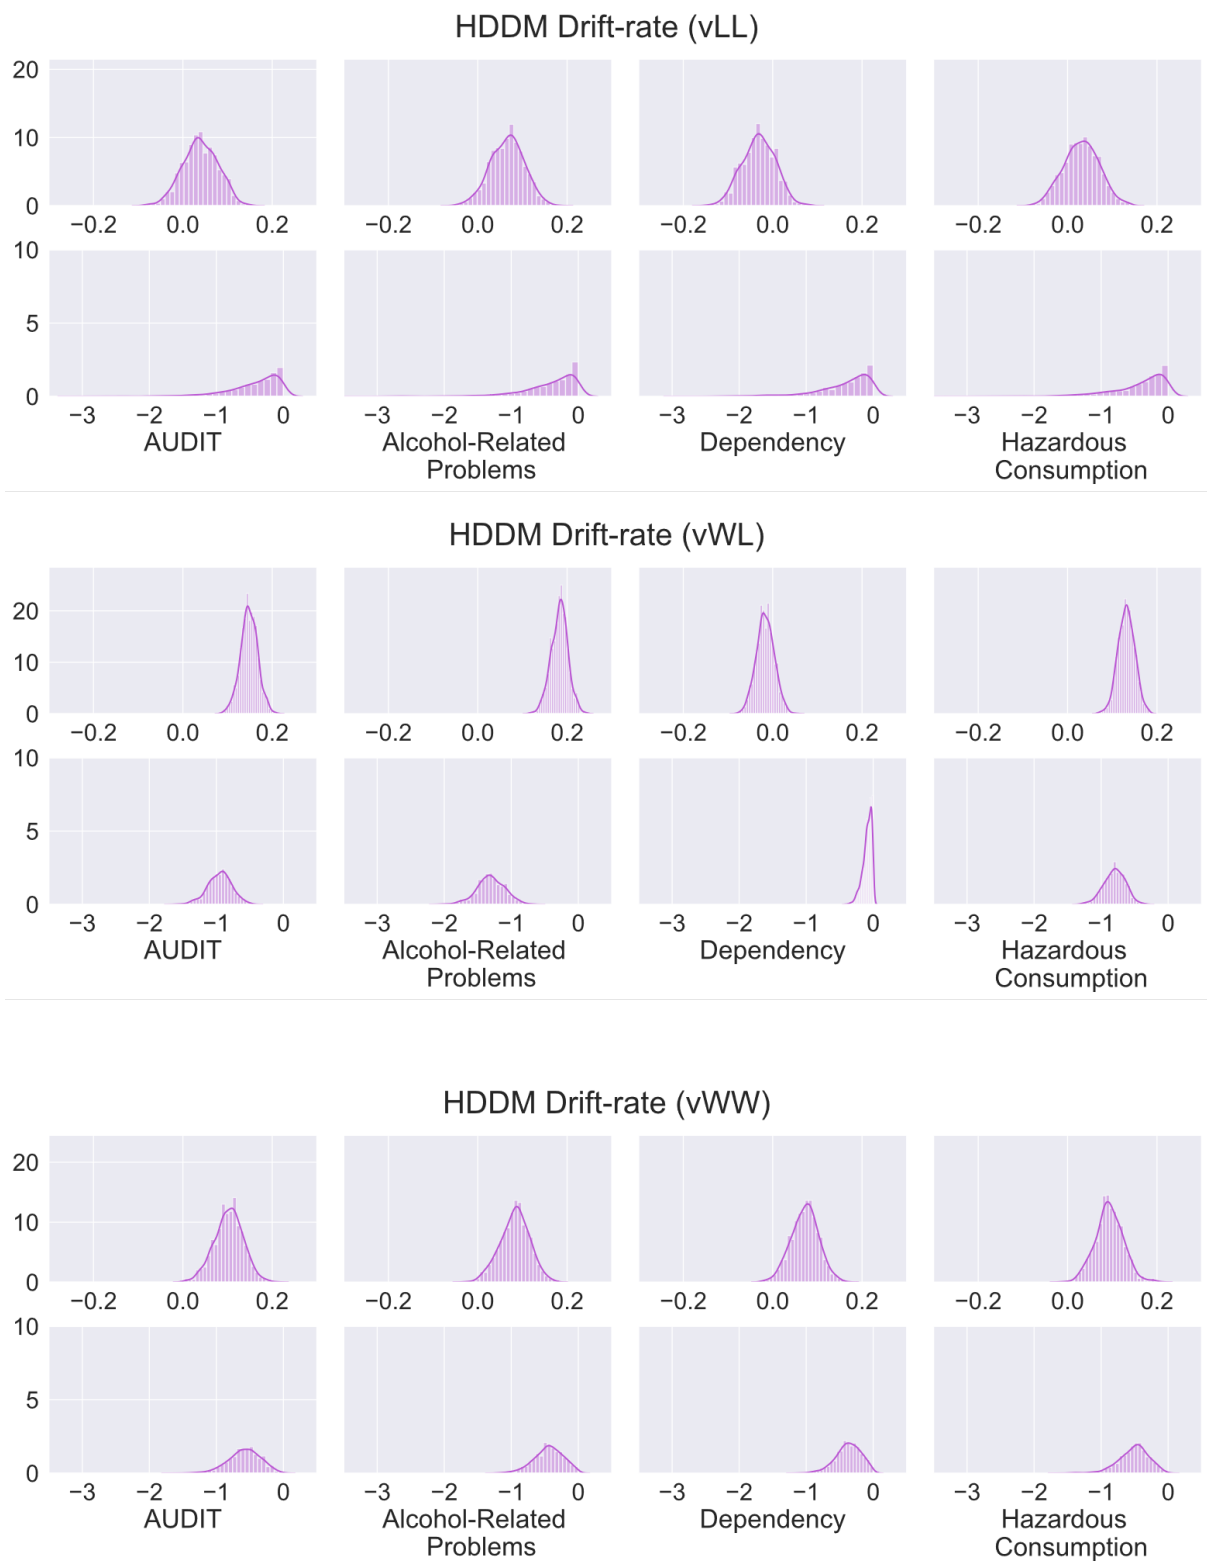 HDDM Drift-rate (vLL)
20
10
0
−0.2 0.0 0.2 −0.2 0.0 0.2 −0.2 0.0 0.2 −0.2 0.0 0.2
10
5
0
−3 −2 −1 0 −3 −2 −1 0 −3 −2 −1 0 −3 −2 −1 0
AUDIT Alcohol-Related Dependency Hazardous
Problems Consumption
HDDM Drift-rate (vWL)
20
10
0
−0.2 0.0 0.2 −0.2 0.0 0.2 −0.2 0.0 0.2 −0.2 0.0 0.2
10
5
0
−3 −2 −1 0 −3 −2 −1 0 −3 −2 −1 0 −3 −2 −1 0
AUDIT Alcohol-Related Dependency Hazardous
Problems Consumption
HDDM Drift-rate (vWW)
20
10
0
−0.2 0.0 0.2 −0.2 0.0 0.2 −0.2 0.0 0.2 −0.2 0.0 0.2
10
5
0
−3 −2 −1 0 −3 −2 −1 0 −3 −2 −1 0 −3 −2 −1 0
AUDIT Alcohol-Related Dependency Hazardous
Problems Consumption